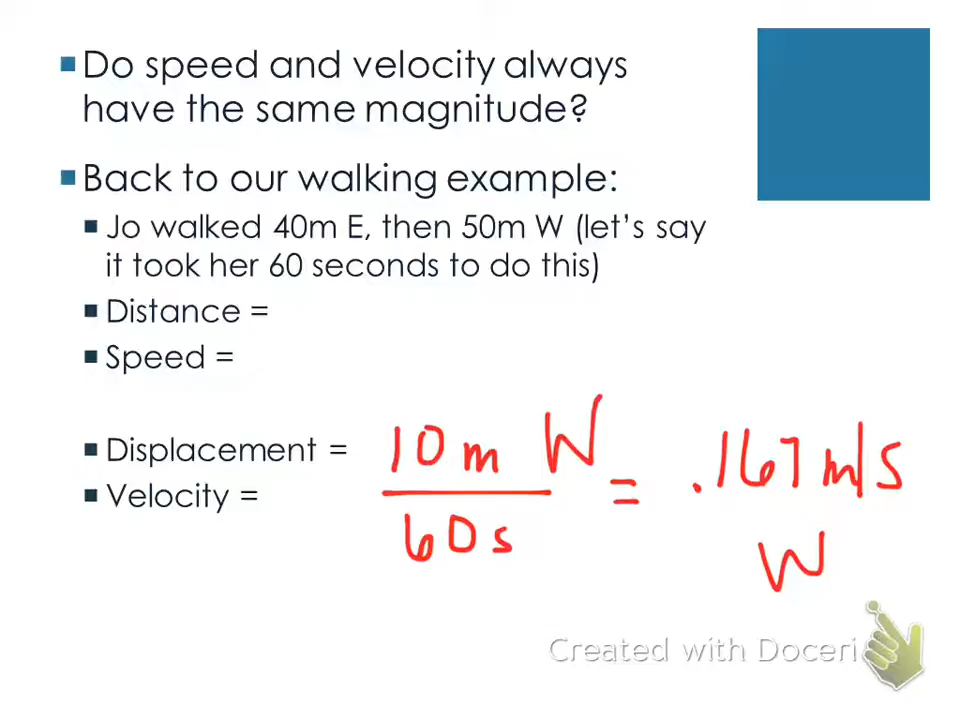 Do speed and velocity always
have the same magnitude?
Back to our walking example:
Jo walked 40m E, then 50m W (let's say
it took her 60 seconds to do this)
Distance =
Speed =
Displacement = 10 m W
Velocity = 60 s = .167 m/s
W
Created with Doceri